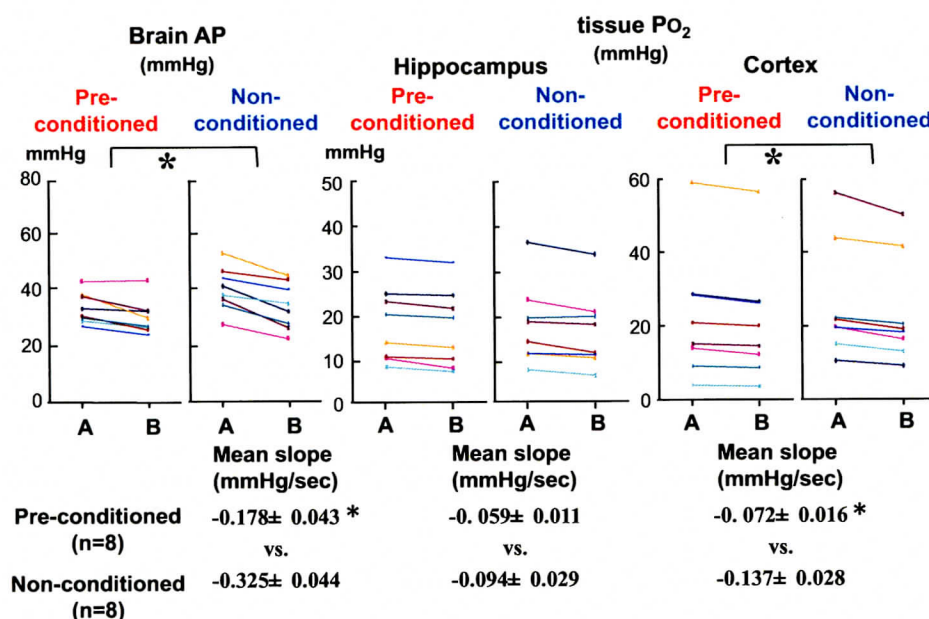 Brain AP
(mmHg)
tissue PO₂
(mmHg)
Hippocampus
Cortex
Pre-
conditioned
Non-
conditioned
Pre-
conditioned
Non-
conditioned
Pre-
conditioned
Non-
conditioned
mmHg
*
mmHg
*
80
60
40
20
0
50
40
30
20
10
0
60
40
20
0
A B A B A B A B A B A B
Mean slope
(mmHg/sec)
Mean slope
(mmHg/sec)
Mean slope
(mmHg/sec)
Pre-conditioned
(n=8)
-0.178± 0.043 *
-0. 059± 0.011
-0. 072± 0.016 *
vs.
vs.
vs.
Non-conditioned
(n=8)
-0.325± 0.044
-0.094± 0.029
-0.137± 0.028